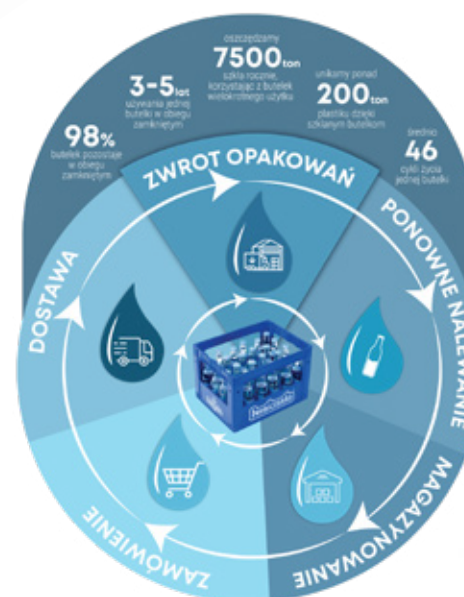 98%
butelek pozostaje
w obiegu
zamkniętym
3-5lat
używania jednej
butelki w obiegu
zamkniętym
oszczędzamy
7500ton
szkła rocznie,
korzystając z butelek
wielokrotnego użytku
unikamy ponad
200ton
plastiku dzięki
szklanym butelkom
średnio
46
cykli życia
jednej butelki
ZWROT OPAKOWAŃ
PONOWNE NALEWANIE
MAGAZYNOWANIE
ZAMÓWIENIE
DOSTAWA